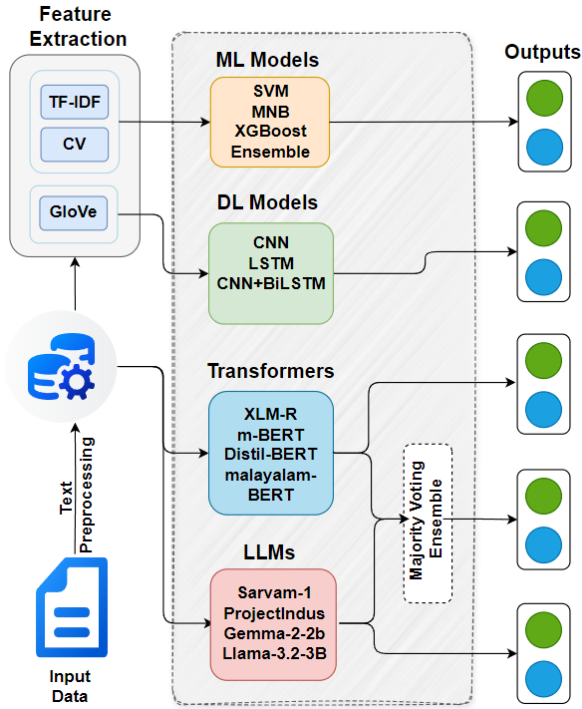 Feature
Extraction
TF-IDF
CV
GloVe
ML Models
SVM
MNB
XGBoost
Ensemble
DL Models
CNN
LSTM
CNN+BiLSTM
Transformers
XLM-R
m-BERT
Distil-BERT
malayalam-
BERT
LLMs
Sarvam-1
ProjectIndus
Gemma-2-2b
Llama-3.2-3B
Majority Voting
Ensemble
Outputs
Text
Preprocessing
Input
Data